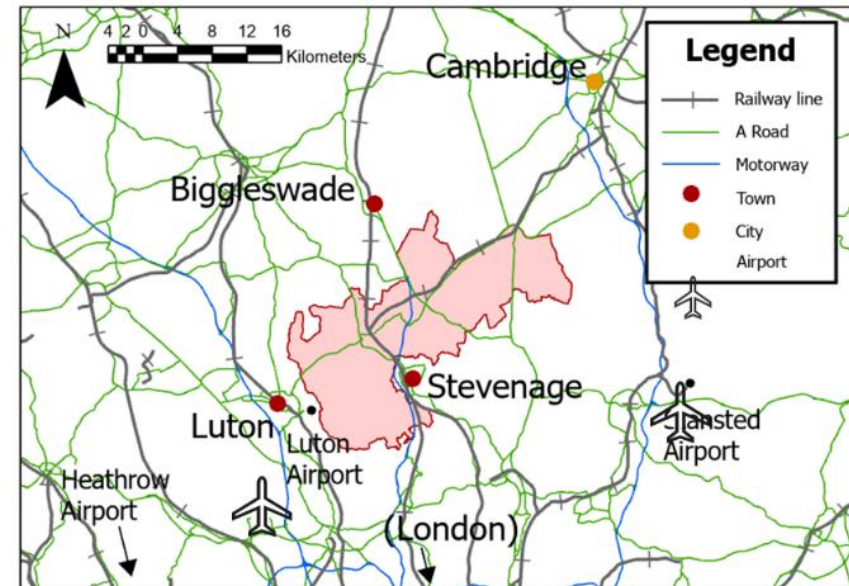 4 2 0 4 8 12 16
Kilometers
N
Cambridge
Legend
Railway line
A Road
Motorway
Town
City
Airport
Biggleswade
Stevenage
Luton
Luton
Airport
Stansted
Airport
Heathrow
Airport
(London)